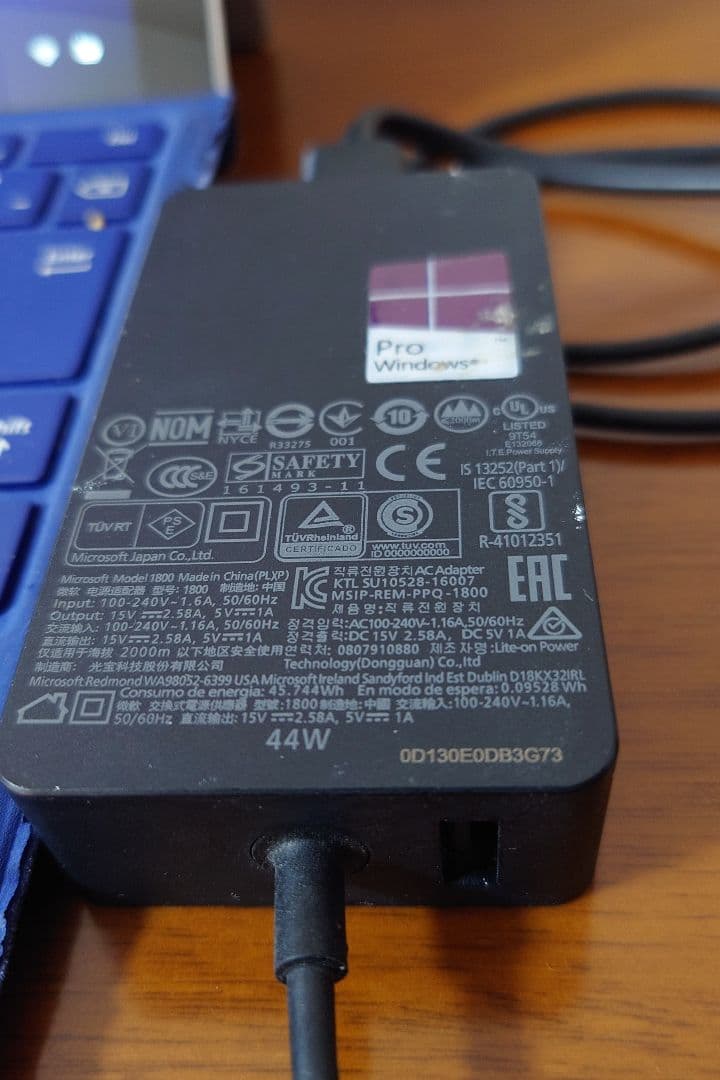 Pro
Windows®
VI NOM NYCE R33275 001 10 ≤2000m c UL US
LISTED
9T54
E132068
I.T.E. Power Supply
S&E SAFETY MARK CE
161493-11
IS 13252(Part 1)/
IEC 60950-1
R-41012351
TÜV RT PSE
TÜVRheinland
CERTIFICADO
www.tuv.com
ID 0000000000
Microsoft Japan Co.,Ltd.
Microsoft Model 1800 Made in China(PL)(P)
微软 电源适配器 型号: 1800 制造地: 中国
Input: 100-240V~1.6A, 50/60Hz
Output: 15V⎓2.58A, 5V⎓1A
交流输入: 100-240V~1.16A, 50/60Hz
直流输出: 15V⎓2.58A, 5V⎓1A
仅适用于海拔 2000m 以下地区安全使用
制造商: 光宝科技股份有限公司
직류전원장치 AC Adapter
KTL SU10528-16007
MSIP-REM-PPQ-1800
제품명: 직류전원장치
정격입력: AC100-240V~1.16A,50/60Hz
정격출력: DC 15V 2.58A, DC 5V 1A
연락처: 0807910880 제조자: Lite-on Power
Technology(Dongguan) Co.,ltd
EAC
Microsoft Redmond WA98052-6399 USA Microsoft Ireland Sandyford Ind Est Dublin D18KX32IRL
Consumo de energia: 45.744Wh En modo de espera: 0.09528 Wh
微軟 交換式電源供應器 型號: 1800 製造地: 中國 交流輸入: 100-240V~1.16A,
50/60Hz 直流輸出: 15V⎓2.58A, 5V⎓1A
44W
0D130E0DB3G73